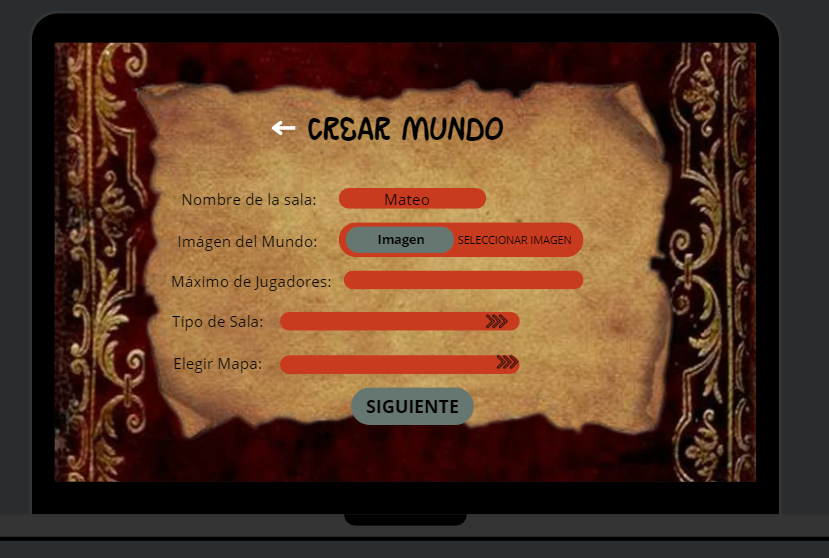 CREAR MUNDO
Nombre de la sala: Mateo
Imágen del Mundo: Imagen SELECCIONAR IMAGEN
Máximo de Jugadores:
Tipo de Sala:
Elegir Mapa:
SIGUIENTE